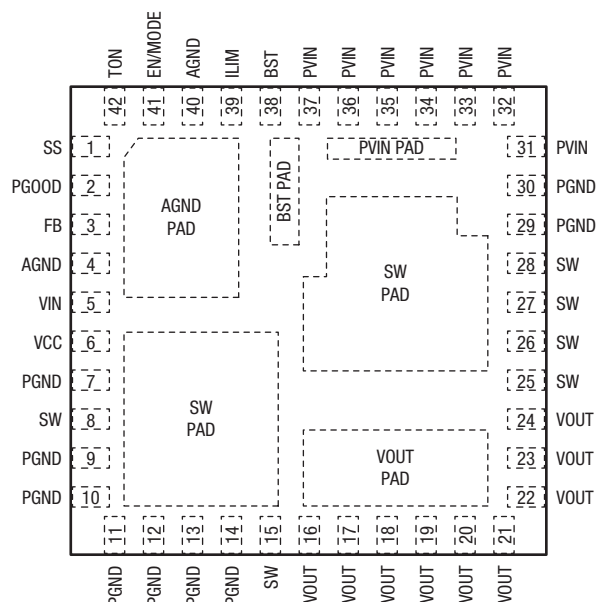 TON
EN/MODE
AGND
ILIM
BST
PVIN
PVIN
PVIN
PVIN
PVIN
PVIN
42
41
40
39
38
37
36
35
34
33
32
SS 1
PGOOD 2
FB 3
AGND 4
VIN 5
VCC 6
PGND 7
SW 8
PGND 9
PGND 10
AGND
PAD
BST PAD
PVIN PAD
SW
PAD
SW
PAD
VOUT
PAD
31 PVIN
30 PGND
29 PGND
28 SW
27 SW
26 SW
25 SW
24 VOUT
23 VOUT
22 VOUT
11
12
13
14
15
16
17
18
19
20
21
PGND
PGND
PGND
PGND
SW
VOUT
VOUT
VOUT
VOUT
VOUT
VOUT